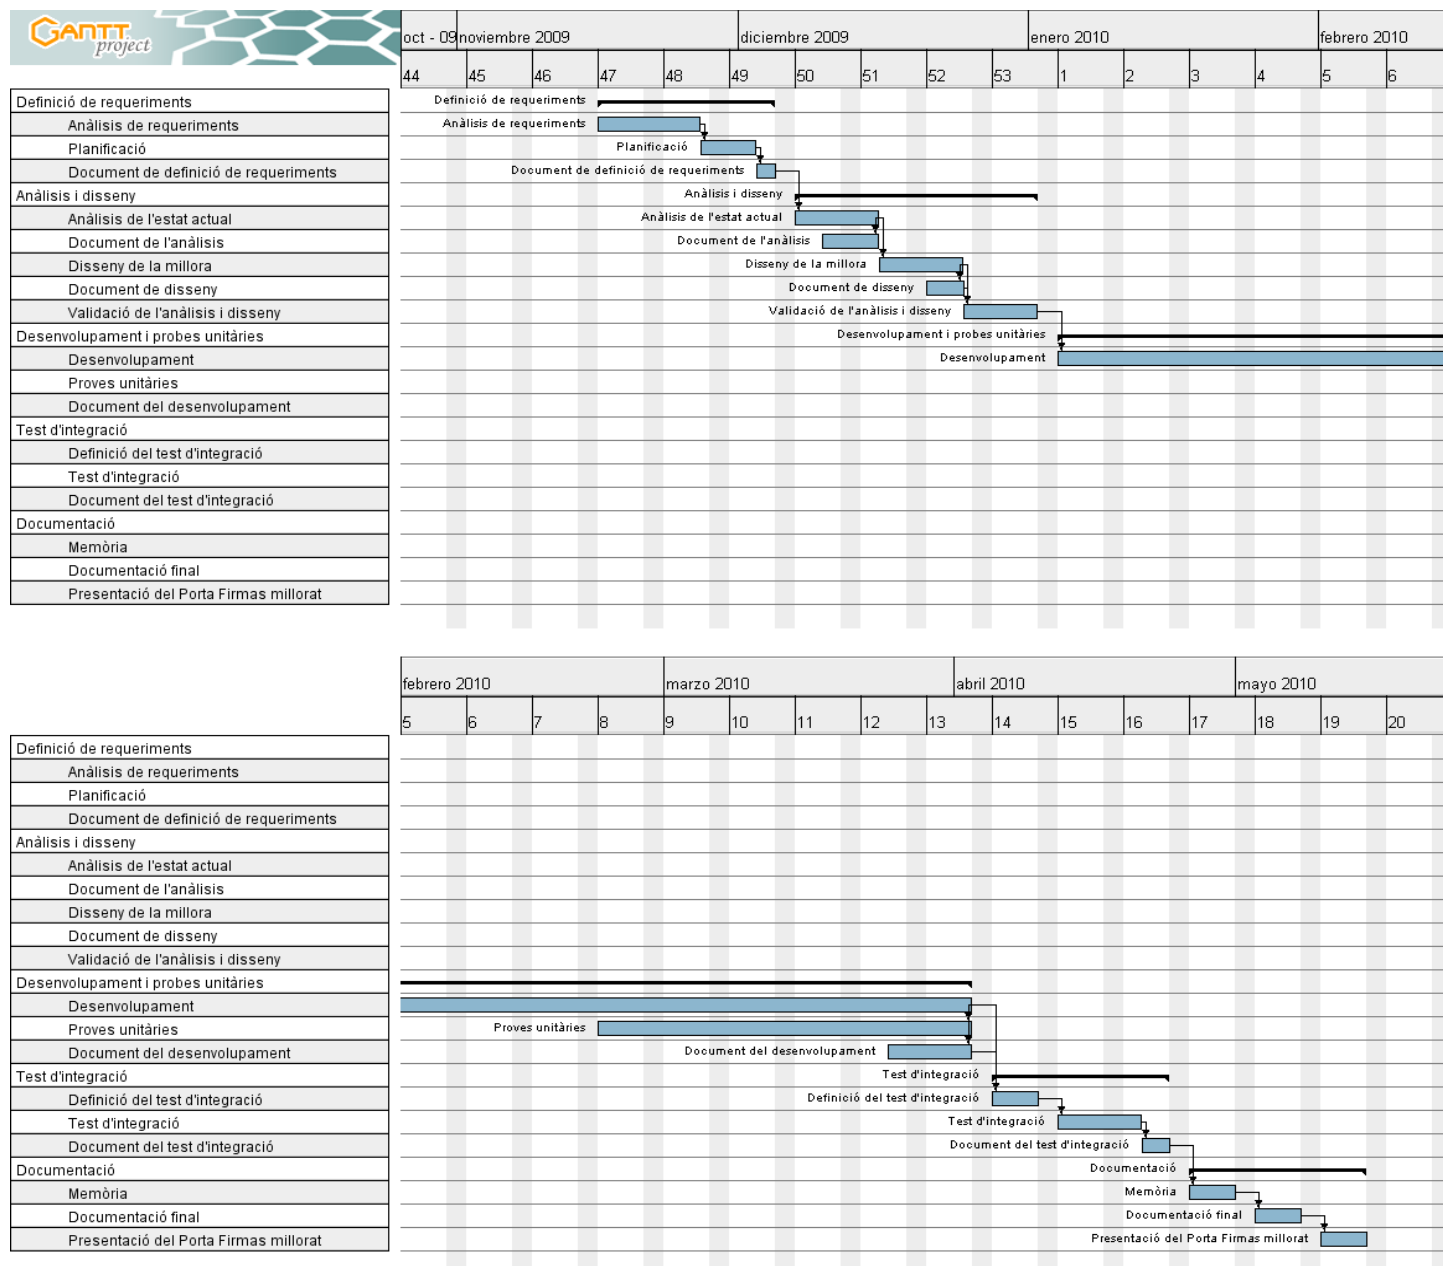 GANTT
project
oct - 09 noviembre 2009 diciembre 2009 enero 2010 febrero 2010
44 45 46 47 48 49 50 51 52 53 1 2 3 4 5 6
Definició de requeriments Definició de requeriments
Anàlisis de requeriments Anàlisis de requeriments
Planificació Planificació
Document de definició de requeriments Document de definició de requeriments
Anàlisis i disseny Anàlisis i disseny
Anàlisis de l'estat actual Anàlisis de l'estat actual
Document de l'anàlisis Document de l'anàlisis
Disseny de la millora Disseny de la millora
Document de disseny Document de disseny
Validació de l'anàlisis i disseny Validació de l'anàlisis i disseny
Desenvolupament i probes unitàries Desenvolupament i probes unitàries
Desenvolupament Desenvolupament
Proves unitàries
Document del desenvolupament
Test d'integració
Definició del test d'integració
Test d'integració
Document del test d'integració
Documentació
Memòria
Documentació final
Presentació del Porta Firmas millorat
febrero 2010 marzo 2010 abril 2010 mayo 2010
5 6 7 8 9 10 11 12 13 14 15 16 17 18 19 20
Definició de requeriments
Anàlisis de requeriments
Planificació
Document de definició de requeriments
Anàlisis i disseny
Anàlisis de l'estat actual
Document de l'anàlisis
Disseny de la millora
Document de disseny
Validació de l'anàlisis i disseny
Desenvolupament i probes unitàries
Desenvolupament
Proves unitàries Proves unitàries
Document del desenvolupament Document del desenvolupament
Test d'integració Test d'integració
Definició del test d'integració Definició del test d'integració
Test d'integració Test d'integració
Document del test d'integració Document del test d'integració
Documentació Documentació
Memòria Memòria
Documentació final Documentació final
Presentació del Porta Firmas millorat Presentació del Porta Firmas millorat